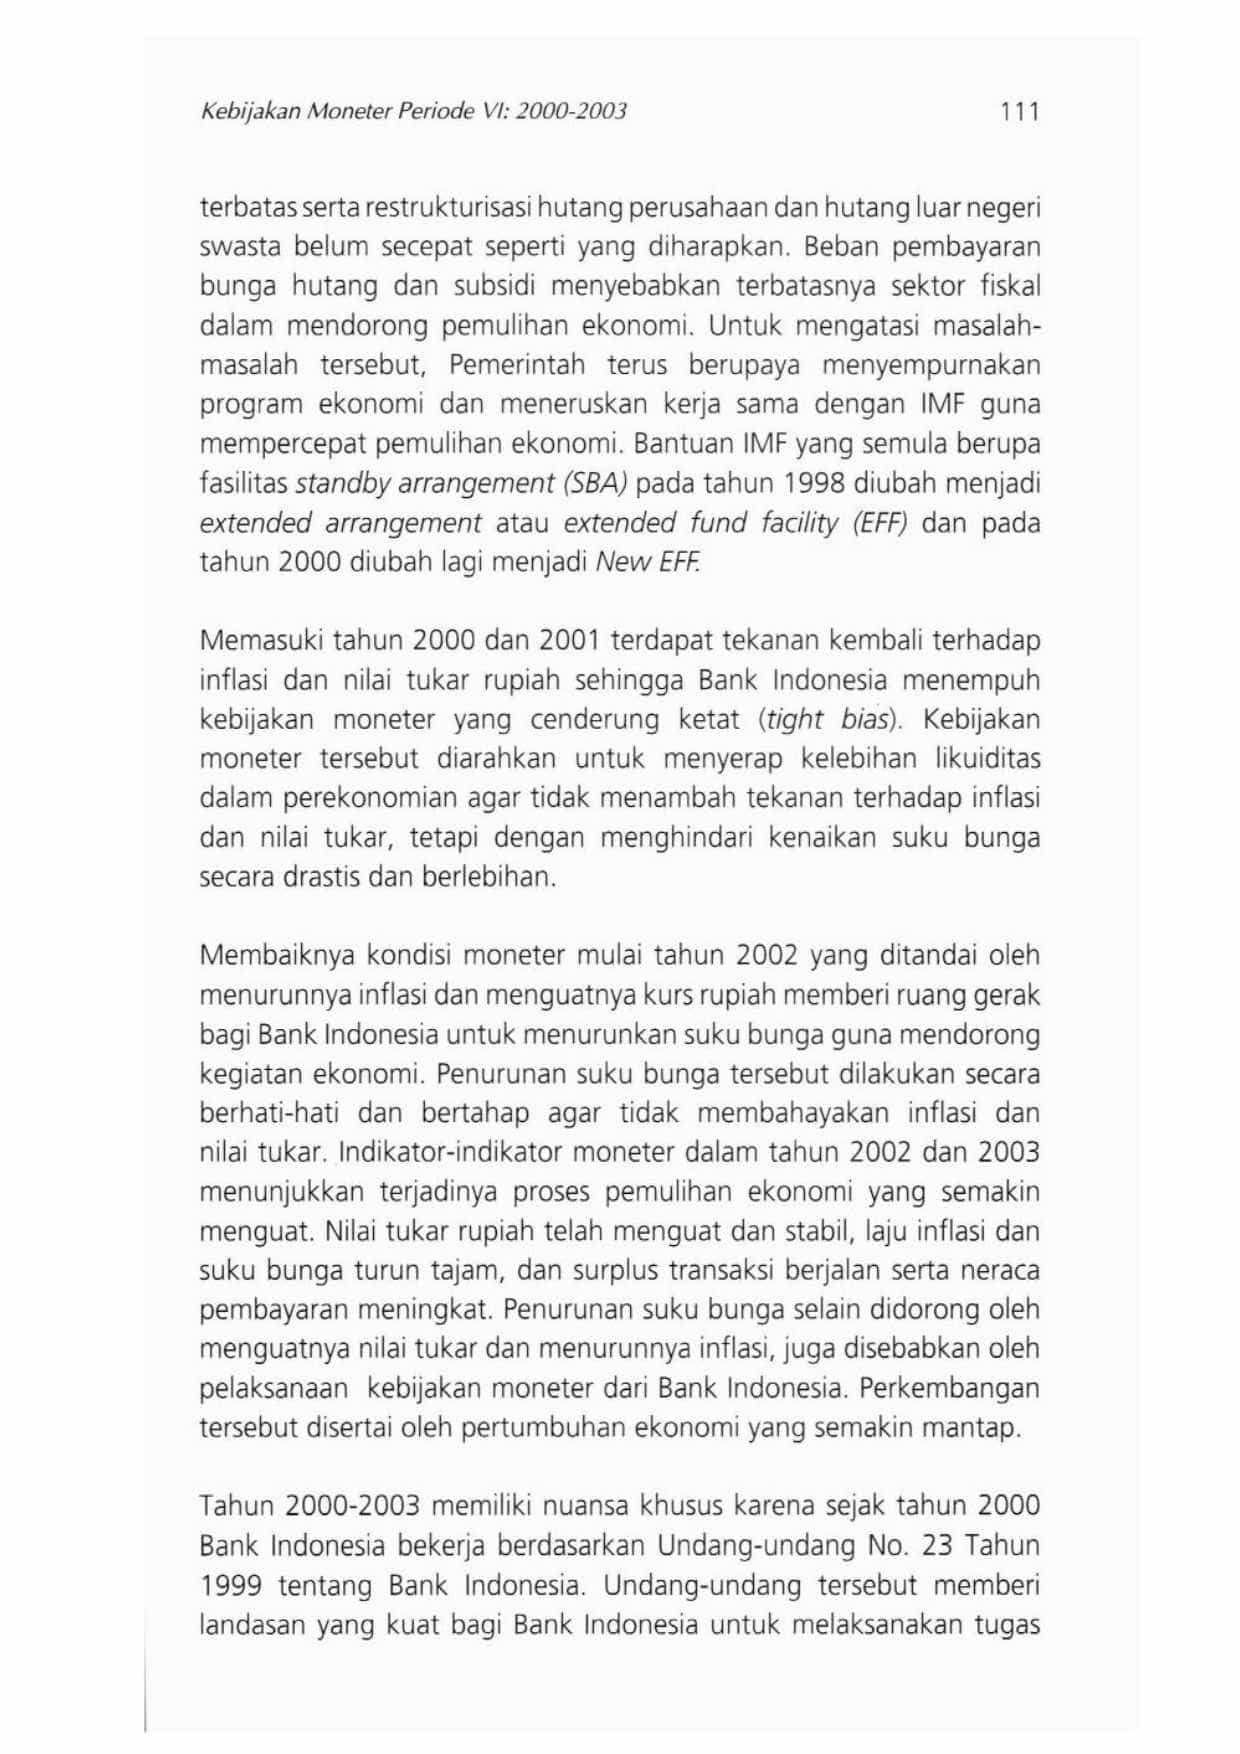 Kebijakan Moneter Periode VI: 2000-2003 111
terbatas serta restrukturisasi hutang perusahaan dan hutang luar negeri
swasta belum secepat seperti yang diharapkan. Beban pembayaran
bunga hutang dan subsidi menyebabkan terbatasnya sektor fiskal
dalam mendorong pemulihan ekonomi. Untuk mengatasi masalah-
masalah tersebut, Pemerintah terus berupaya menyempurnakan
program ekonomi dan meneruskan kerja sama dengan IMF guna
mempercepat pemulihan ekonomi. Bantuan IMF yang semula berupa
fasilitas standby arrangement (SBA) pada tahun 1998 diubah menjadi
extended arrangement atau extended fund facility (EFF) dan pada
tahun 2000 diubah lagi menjadi New EFF.
Memasuki tahun 2000 dan 2001 terdapat tekanan kembali terhadap
inflasi dan nilai tukar rupiah sehingga Bank Indonesia menempuh
kebijakan moneter yang cenderung ketat (tight bias). Kebijakan
moneter tersebut diarahkan untuk menyerap kelebihan likuiditas
dalam perekonomian agar tidak menambah tekanan terhadap inflasi
dan nilai tukar, tetapi dengan menghindari kenaikan suku bunga
secara drastis dan berlebihan.
Membaiknya kondisi moneter mulai tahun 2002 yang ditandai oleh
menurunnya inflasi dan menguatnya kurs rupiah memberi ruang gerak
bagi Bank Indonesia untuk menurunkan suku bunga guna mendorong
kegiatan ekonomi. Penurunan suku bunga tersebut dilakukan secara
berhati-hati dan bertahap agar tidak membahayakan inflasi dan
nilai tukar. Indikator-indikator moneter dalam tahun 2002 dan 2003
menunjukkan terjadinya proses pemulihan ekonomi yang semakin
menguat. Nilai tukar rupiah telah menguat dan stabil, laju inflasi dan
suku bunga turun tajam, dan surplus transaksi berjalan serta neraca
pembayaran meningkat. Penurunan suku bunga selain didorong oleh
menguatnya nilai tukar dan menurunnya inflasi, juga disebabkan oleh
pelaksanaan kebijakan moneter dari Bank Indonesia. Perkembangan
tersebut disertai oleh pertumbuhan ekonomi yang semakin mantap.
Tahun 2000-2003 memiliki nuansa khusus karena sejak tahun 2000
Bank Indonesia bekerja berdasarkan Undang-undang No. 23 Tahun
1999 tentang Bank Indonesia. Undang-undang tersebut memberi
landasan yang kuat bagi Bank Indonesia untuk melaksanakan tugas